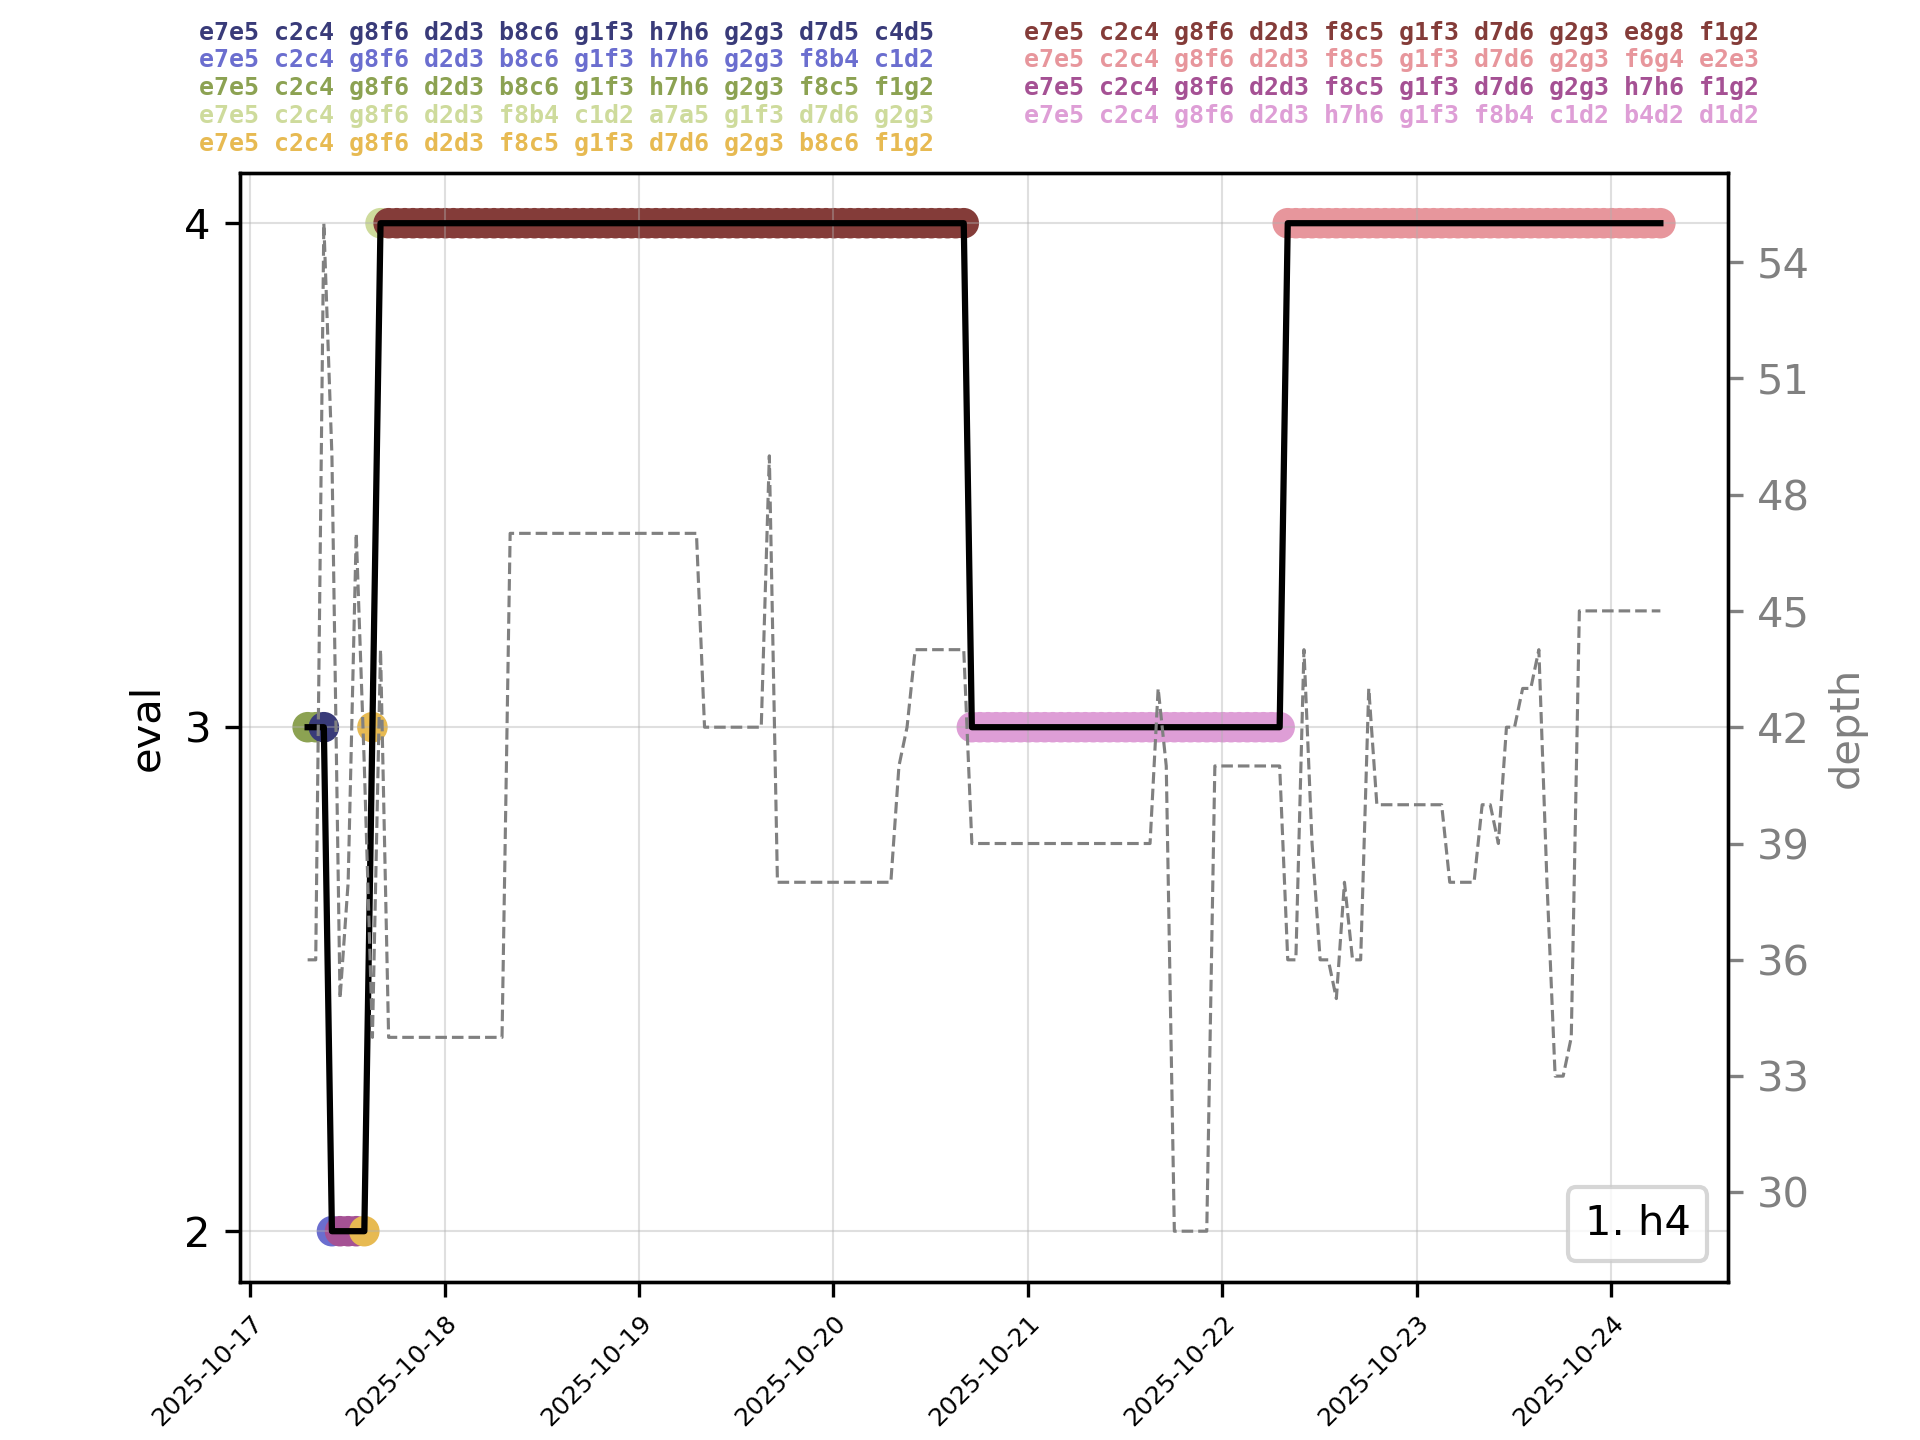 e7e5 c2c4 g8f6 d2d3 b8c6 g1f3 h7h6 g2g3 d7d5 c4d5
e7e5 c2c4 g8f6 d2d3 b8c6 g1f3 h7h6 g2g3 f8b4 c1d2
e7e5 c2c4 g8f6 d2d3 b8c6 g1f3 h7h6 g2g3 f8c5 f1g2
e7e5 c2c4 g8f6 d2d3 f8b4 c1d2 a7a5 g1f3 d7d6 g2g3
e7e5 c2c4 g8f6 d2d3 f8c5 g1f3 d7d6 g2g3 b8c6 f1g2
e7e5 c2c4 g8f6 d2d3 f8c5 g1f3 d7d6 g2g3 e8g8 f1g2
e7e5 c2c4 g8f6 d2d3 f8c5 g1f3 d7d6 g2g3 f6g4 e2e3
e7e5 c2c4 g8f6 d2d3 f8c5 g1f3 d7d6 g2g3 h7h6 f1g2
e7e5 c2c4 g8f6 d2d3 h7h6 g1f3 f8b4 c1d2 b4d2 d1d2
4
3
2
eval
54
51
48
45
42
39
36
33
30
depth
1. h4
2025-10-17
2025-10-18
2025-10-19
2025-10-20
2025-10-21
2025-10-22
2025-10-23
2025-10-24